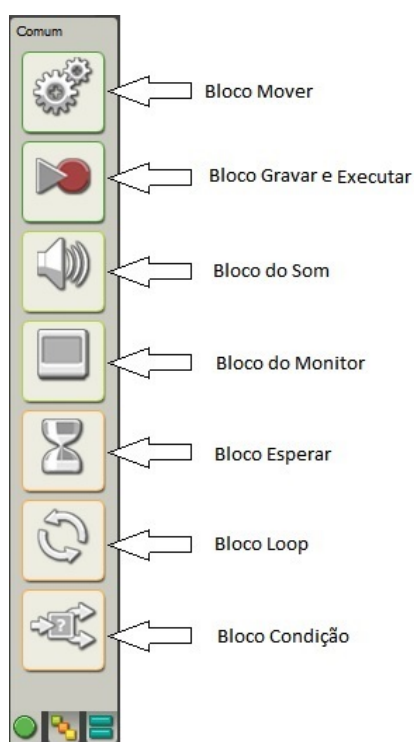 Comum
Bloco Mover
Bloco Gravar e Executar
Bloco do Som
Bloco do Monitor
Bloco Esperar
Bloco Loop
?
Bloco Condição